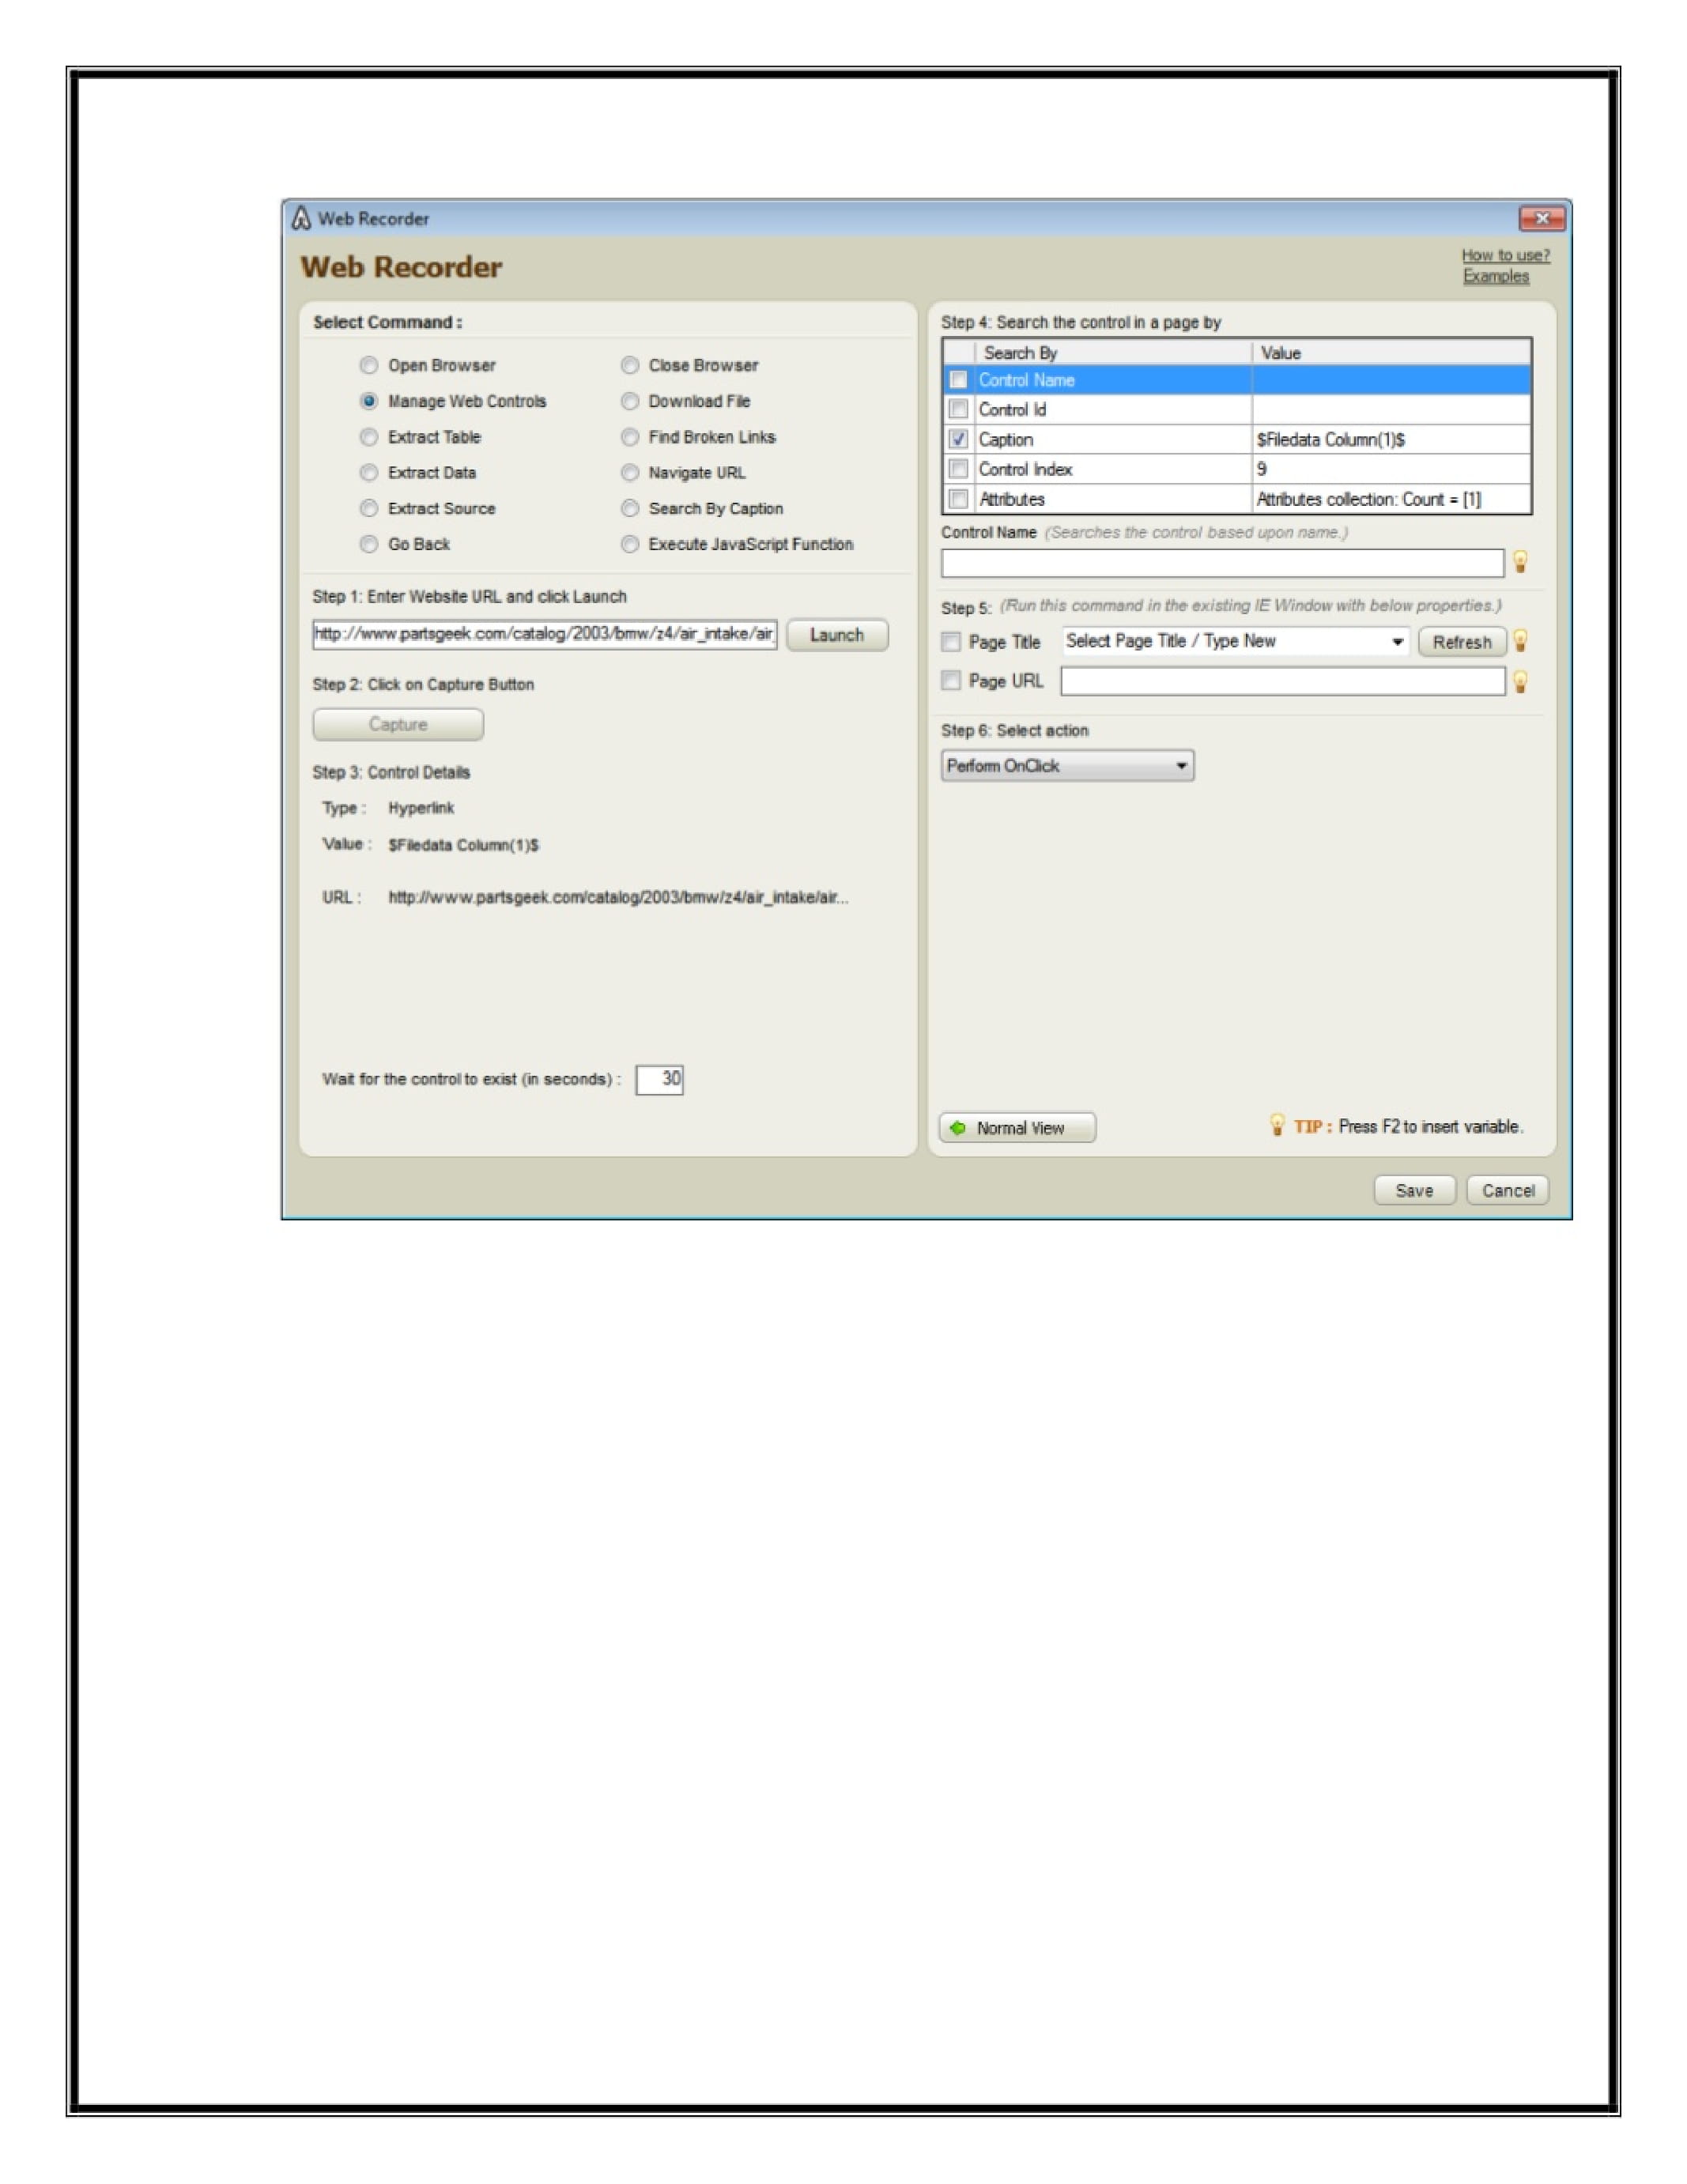 Web Recorder
Web Recorder
How to use?
Examples
Select Command :
Open Browser
Close Browser
Manage Web Controls
Download File
Extract Table
Find Broken Links
Extract Data
Navigate URL
Extract Source
Search By Caption
Go Back
Execute JavaScript Function
Step 1: Enter Website URL and click Launch
http://www.partsgeek.com/catalog/2003/bmw/z4/air_intake/air_
Launch
Step 2: Click on Capture Button
Capture
Step 3: Control Details
Type : Hyperlink
Value : $Filedata Column(1)$
URL : http://www.partsgeek.com/catalog/2003/bmw/z4/air_intake/air...
Wait for the control to exist (in seconds) : 30
Step 4: Search the control in a page by
Search By Value
Control Name
Control Id
Caption $Filedata Column(1)$
Control Index 9
Attributes Attributes collection: Count = [1]
Control Name (Searches the control based upon name.)
Step 5: (Run this command in the existing IE Window with below properties.)
Page Title Select Page Title / Type New Refresh
Page URL
Step 6: Select action
Perform OnClick
Normal View
TIP : Press F2 to insert variable.
Save Cancel